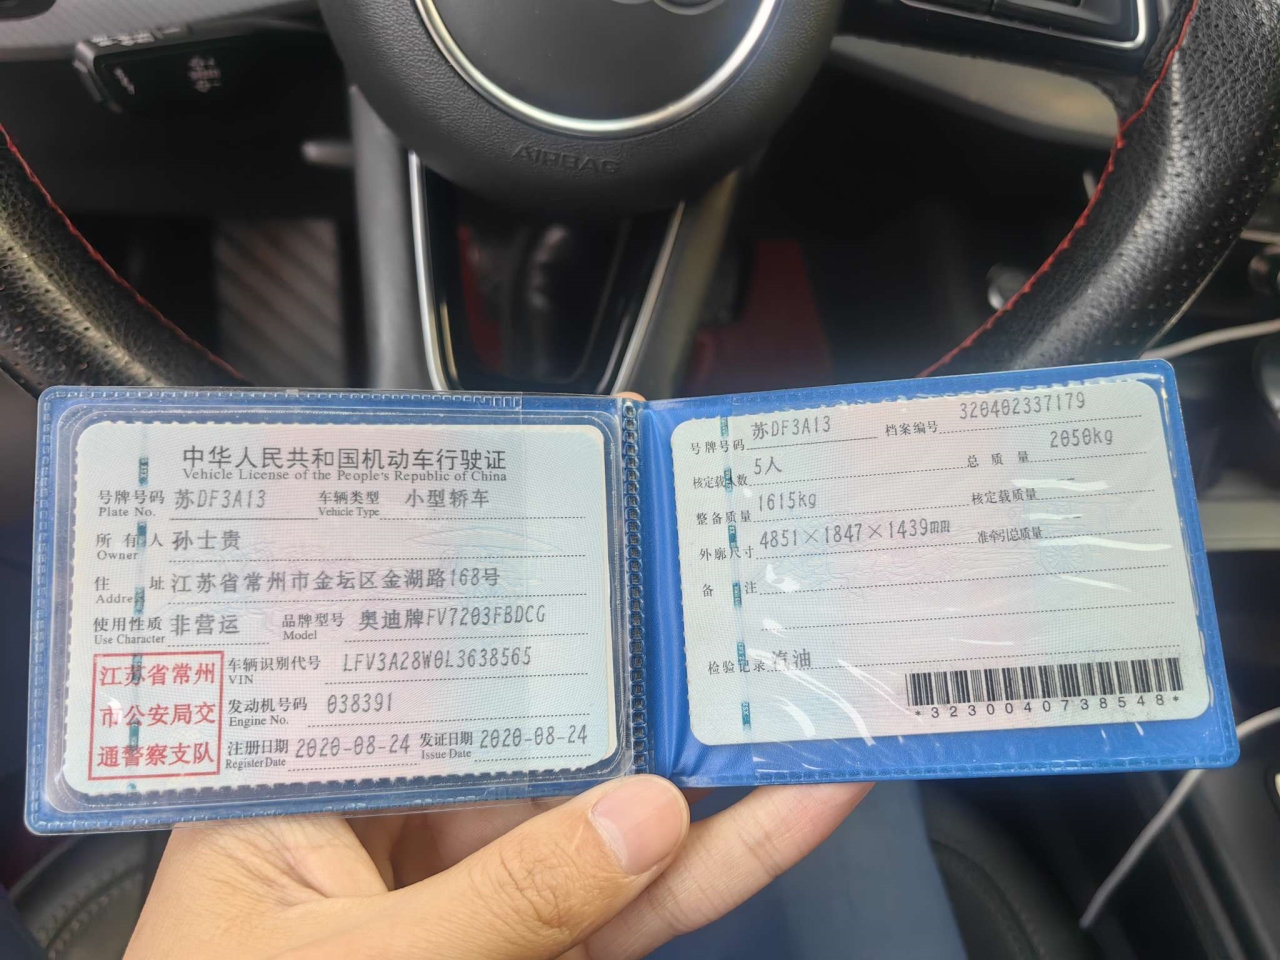 AIRBAG
中华人民共和国机动车行驶证
Vehicle License of the People's Republic of China
号牌号码 苏DF3A13 车辆类型 小型轿车
Plate No. Vehicle Type
所有人 孙士贵
Owner
住址 江苏省常州市金坛区金湖路168号
Address
使用性质 非营运 品牌型号 奥迪牌FV7203FBDCG
Use Character Model
江苏省常州
市公安局交
通警察支队
车辆识别代号 LFV3A28W0L3638565
VIN
发动机号码 038391
Engine No.
注册日期 2020-08-24 发证日期 2020-08-24
Register Date Issue Date
号牌号码 苏DF3A13 档案编号 320402337179
核定载人数 5人 总质量 2050kg
整备质量 1615kg 核定载质量 --
外廓尺寸 4851×1847×1439mm 准牵引总质量
备注
检验记录 汽油
*3230040738548*